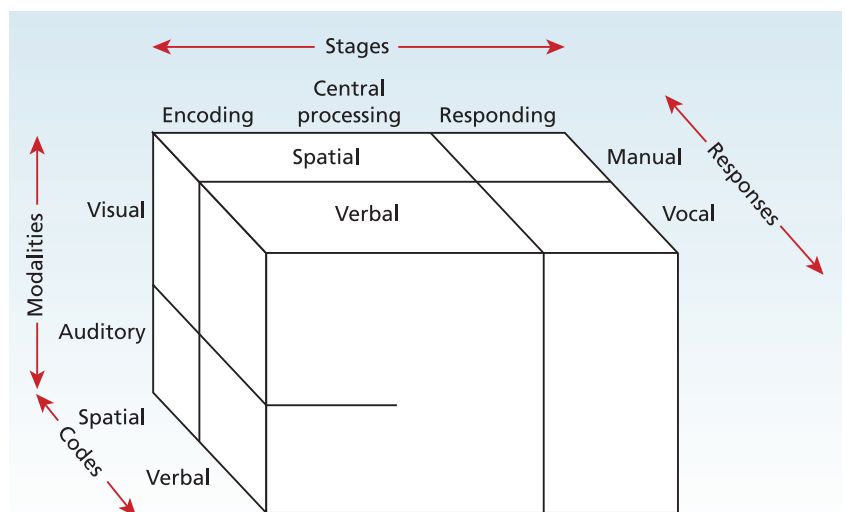 Stages
Central
Encoding processing Responding
Spatial Manual
Responses
Visual Verbal Vocal
Modalities
Auditory
Spatial
Codes
Verbal